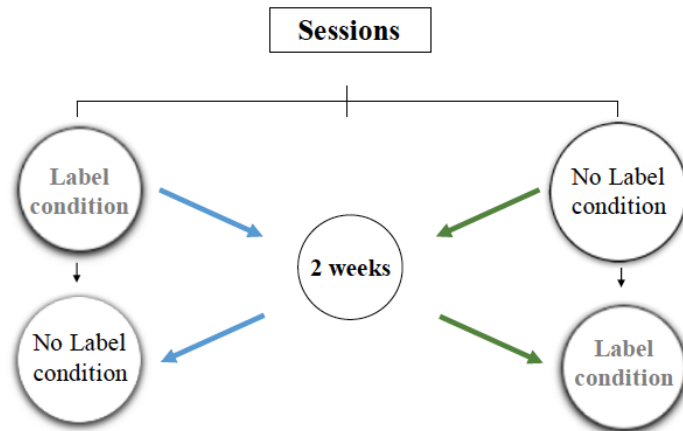 Sessions
Label
condition
No Label
condition
2 weeks
No Label
condition
Label
condition